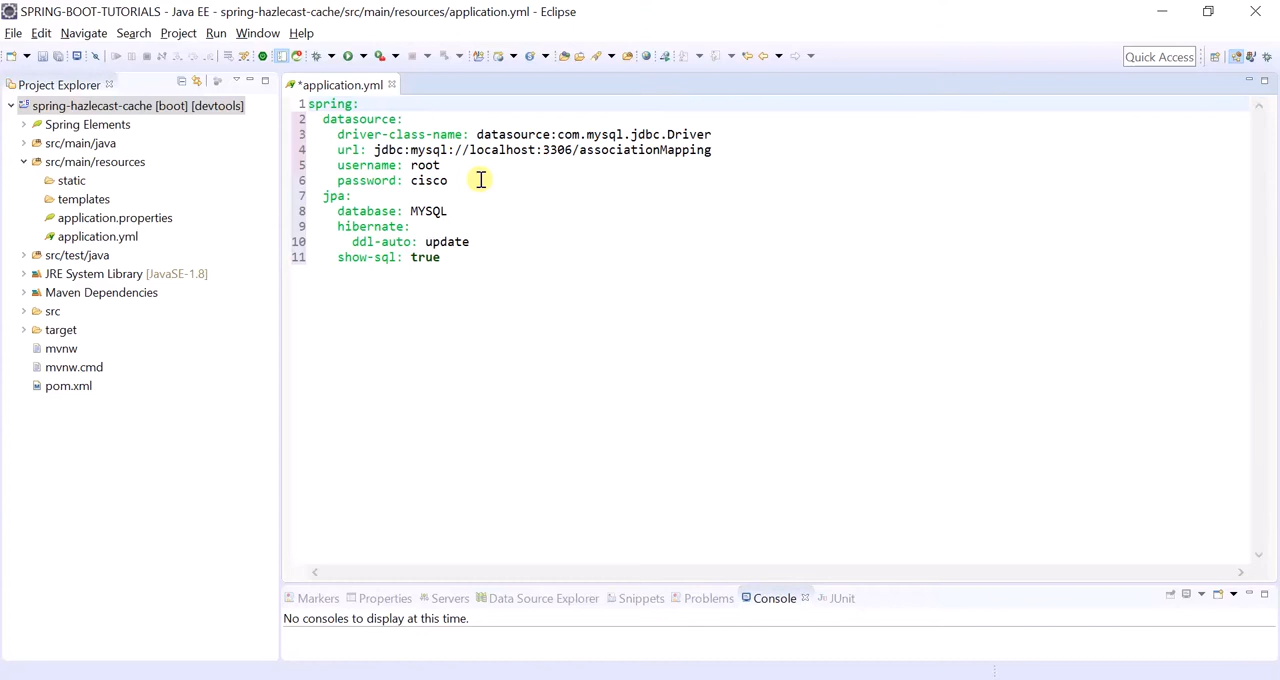 SPRING-BOOT-TUTORIALS - Java EE - spring-hazlecast-cache/src/main/resources/application.yml - Eclipse
File Edit Navigate Search Project Run Window Help
Quick Access
Project Explorer
spring-hazlecast-cache [boot] [devtools]
Spring Elements
src/main/java
src/main/resources
static
templates
application.properties
application.yml
src/test/java
JRE System Library [JavaSE-1.8]
Maven Dependencies
src
target
mvnw
mvnw.cmd
pom.xml
*application.yml
1 spring:
2 datasource:
3 driver-class-name: datasource:com.mysql.jdbc.Driver
4 url: jdbc:mysql://localhost:3306/associationMapping
5 username: root
6 password: cisco
7 jpa:
8 database: MYSQL
9 hibernate:
10 ddl-auto: update
11 show-sql: true
Markers Properties Servers Data Source Explorer Snippets Problems Console JUnit
No consoles to display at this time.